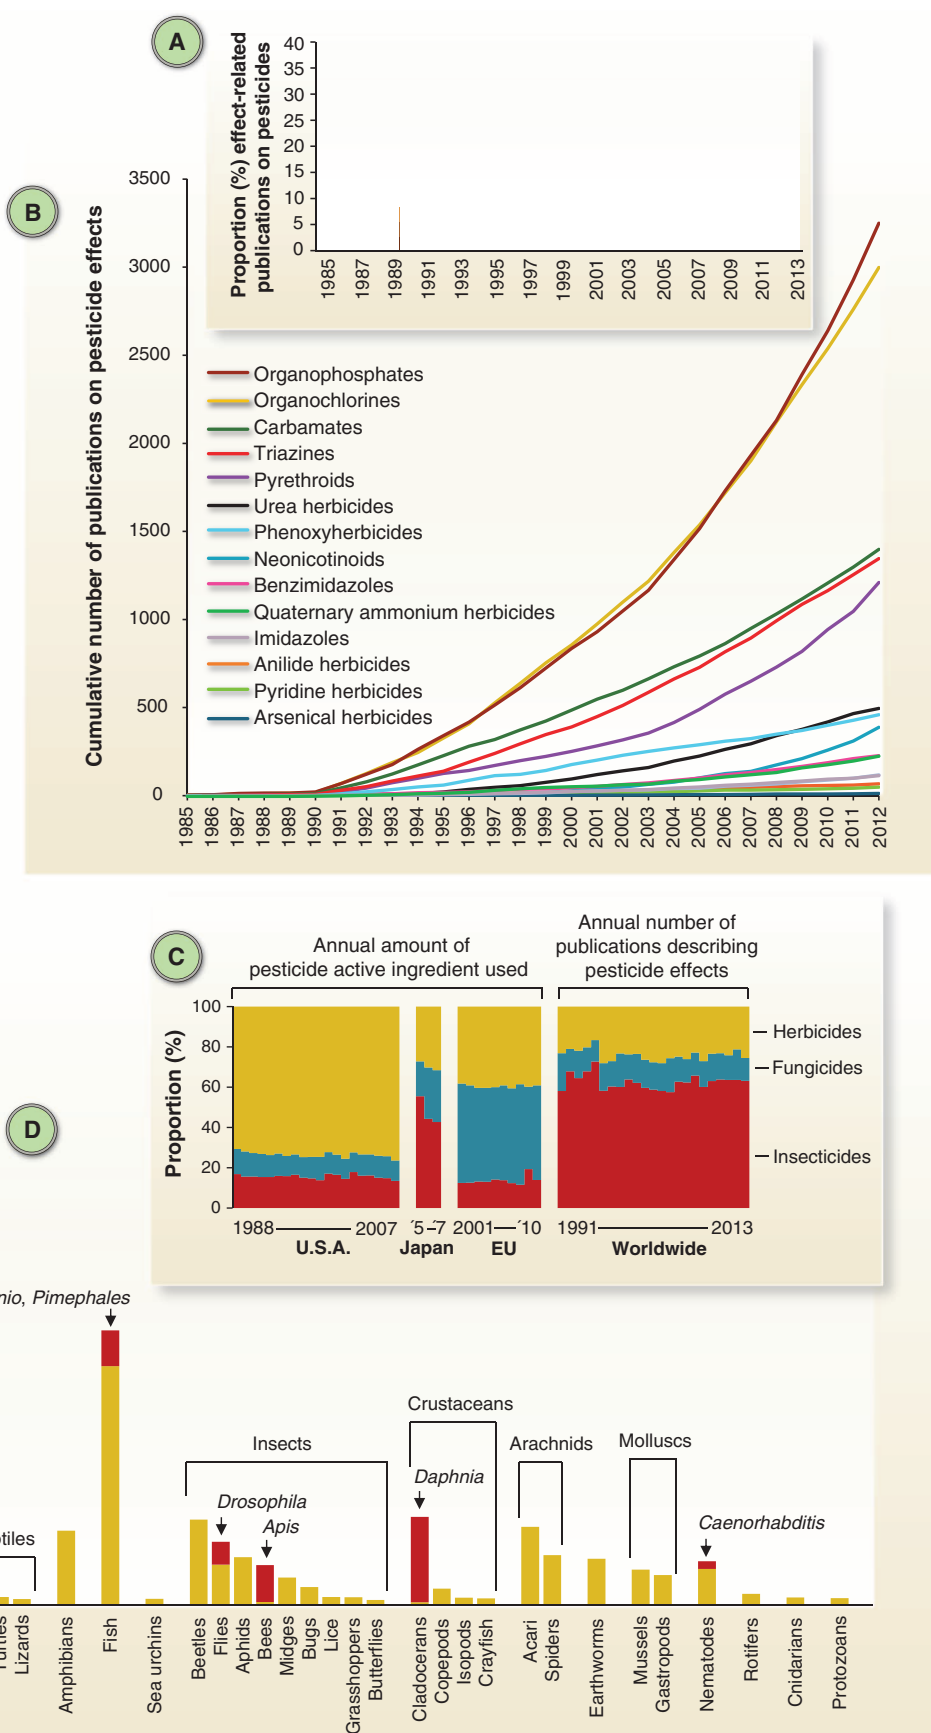 A
Proportion (%) effect-related
publications on pesticides
40
35
30
25
20
15
10
5
0
1985
1987
1989
1991
1993
1995
1997
1999
2001
2003
2005
2007
2009
2011
2013
B
Cumulative number of publications on pesticide effects
3500
3000
2500
2000
1500
1000
500
0
Organophosphates
Organochlorines
Carbamates
Triazines
Pyrethroids
Urea herbicides
Phenoxyherbicides
Neonicotinoids
Benzimidazoles
Quaternary ammonium herbicides
Imidazoles
Anilide herbicides
Pyridine herbicides
Arsenical herbicides
1985
1986
1987
1988
1989
1990
1991
1992
1993
1994
1995
1996
1997
1998
1999
2000
2001
2002
2003
2004
2005
2006
2007
2008
2009
2010
2011
2012
C
Annual amount of
pesticide active ingredient used
Annual number of
publications describing
pesticide effects
Proportion (%)
100
80
60
40
20
0
Herbicides
Fungicides
Insecticides
1988 2007
´5 –´7
2001 ´10
1991 2013
U.S.A.
Japan
EU
Worldwide
D
nio, Pimephales
Crustaceans
Insects
Arachnids
Molluscs
Daphnia
Drosophila
Apis
Caenorhabditis
tiles
Turtles
Lizards
Amphibians
Fish
Sea urchins
Beetles
Flies
Aphids
Bees
Midges
Bugs
Lice
Grasshoppers
Butterflies
Cladocerans
Copepods
Isopods
Crayfish
Acari
Spiders
Earthworms
Mussels
Gastropods
Nematodes
Rotifers
Cnidarians
Protozoans